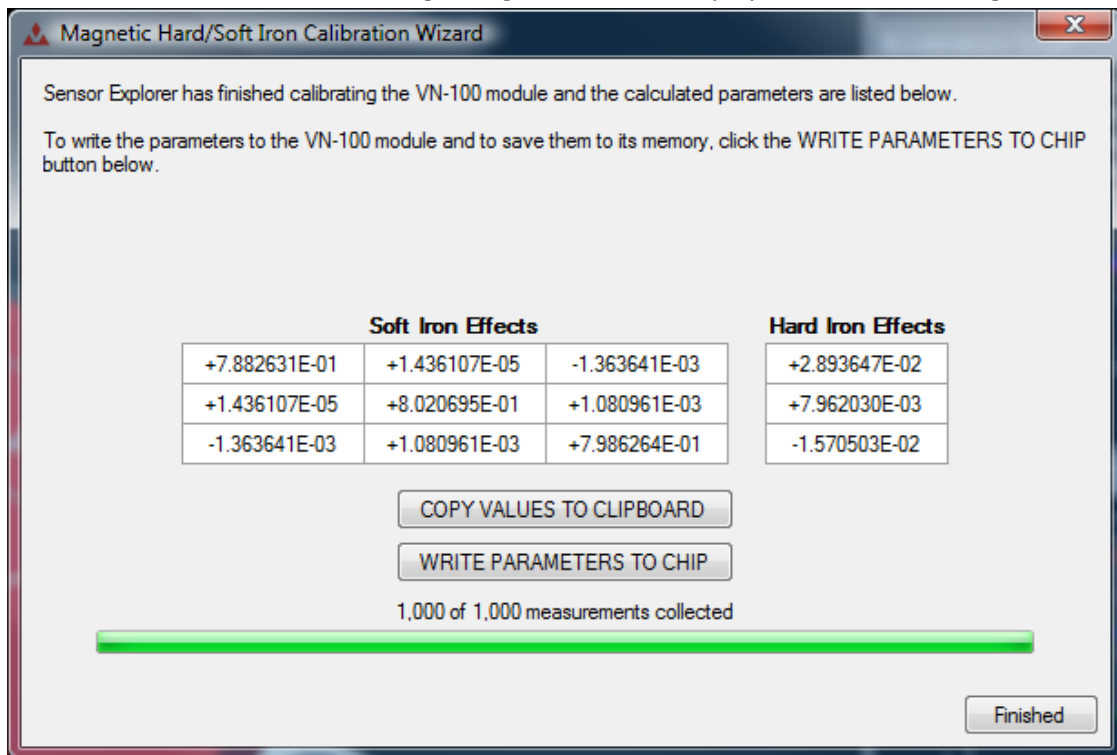 Magnetic Hard/Soft Iron Calibration Wizard
Sensor Explorer has finished calibrating the VN-100 module and the calculated parameters are listed below.
To write the parameters to the VN-100 module and to save them to its memory, click the WRITE PARAMETERS TO CHIP
button below.
Soft Iron Effects Hard Iron Effects
+7.882631E-01 +1.436107E-05 -1.363641E-03 +2.893647E-02
+1.436107E-05 +8.020695E-01 +1.080961E-03 +7.962030E-03
-1.363641E-03 +1.080961E-03 +7.986264E-01 -1.570503E-02
COPY VALUES TO CLIPBOARD
WRITE PARAMETERS TO CHIP
1,000 of 1,000 measurements collected
Finished